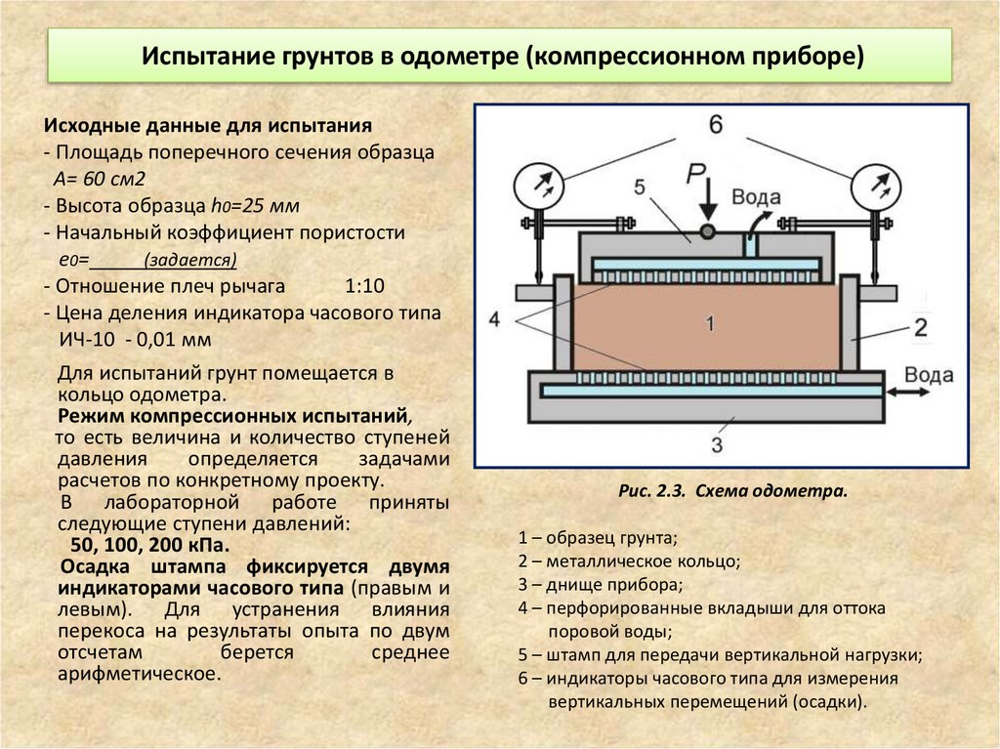 Испытание грунтов в одометре (компрессионном приборе)
Исходные данные для испытания
- Площадь поперечного сечения образца
А= 60 см2
- Высота образца h0=25 мм
- Начальный коэффициент пористости
e0=_____(задается)
- Отношение плеч рычага 1:10
- Цена деления индикатора часового типа
ИЧ-10 - 0,01 мм
Для испытаний грунт помещается в
кольцо одометра.
Режим компрессионных испытаний,
то есть величина и количество ступеней
давления определяется задачами
расчетов по конкретному проекту.
В лабораторной работе приняты
следующие ступени давлений:
50, 100, 200 кПа.
Осадка штампа фиксируется двумя
индикаторами часового типа (правым и
левым). Для устранения влияния
перекоса на результаты опыта по двум
отсчетам берется среднее
арифметическое.
6
5
P
Вода
4
1
2
Вода
3
Рис. 2.3. Схема одометра.
1 – образец грунта;
2 – металлическое кольцо;
3 – днище прибора;
4 – перфорированные вкладыши для оттока
поровой воды;
5 – штамп для передачи вертикальной нагрузки;
6 – индикаторы часового типа для измерения
вертикальных перемещений (осадки).